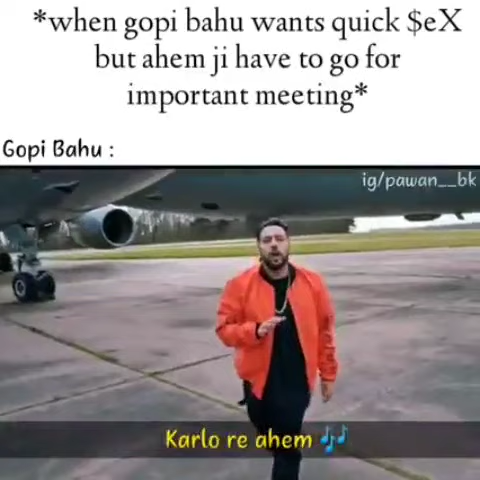 *when gopi bahu wants quick $eX
but ahem ji have to go for
important meeting*
Gopi Bahu :
ig/pawan__bk
Karlo re ahem 🎶